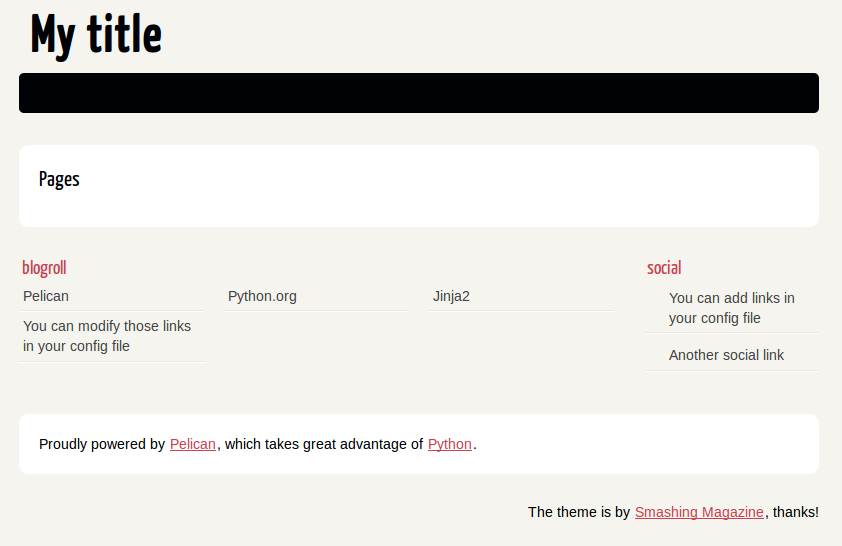 My title
Pages
blogroll
Pelican
Python.org
Jinja2
You can modify those links
in your config file
social
You can add links in
your config file
Another social link
Proudly powered by Pelican, which takes great advantage of Python.
The theme is by Smashing Magazine, thanks!